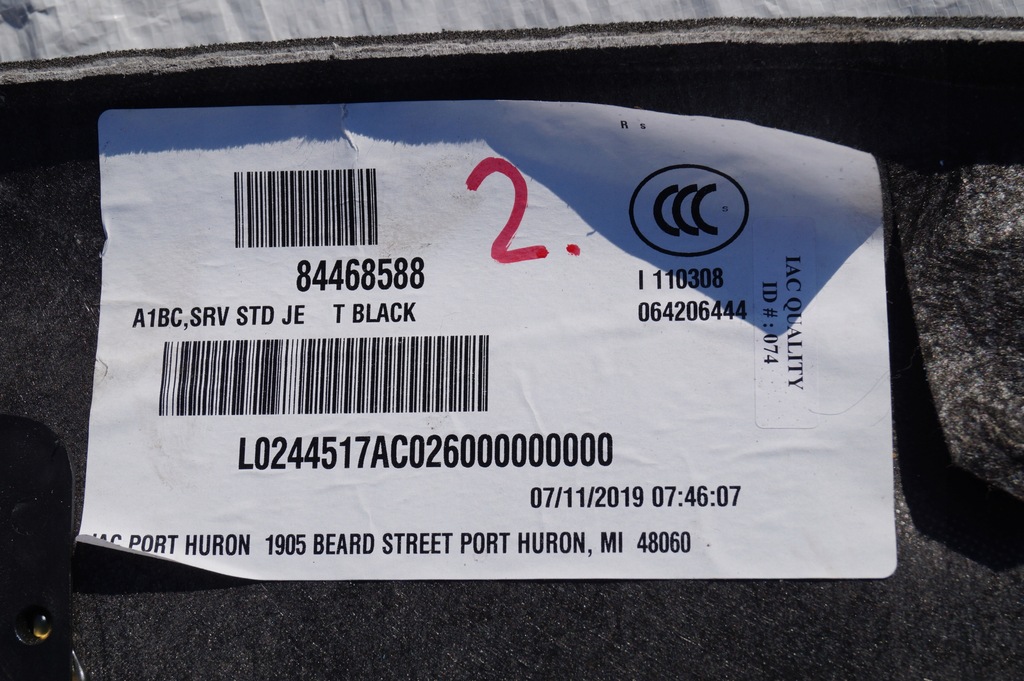 R s
2.
CCC
s
84468588
I 110308
A1BC,SRV STD JE T BLACK
064206444
IAC QUALITY
ID #: 074
L0244517AC026000000000
07/11/2019 07:46:07
IAC PORT HURON 1905 BEARD STREET PORT HURON, MI 48060